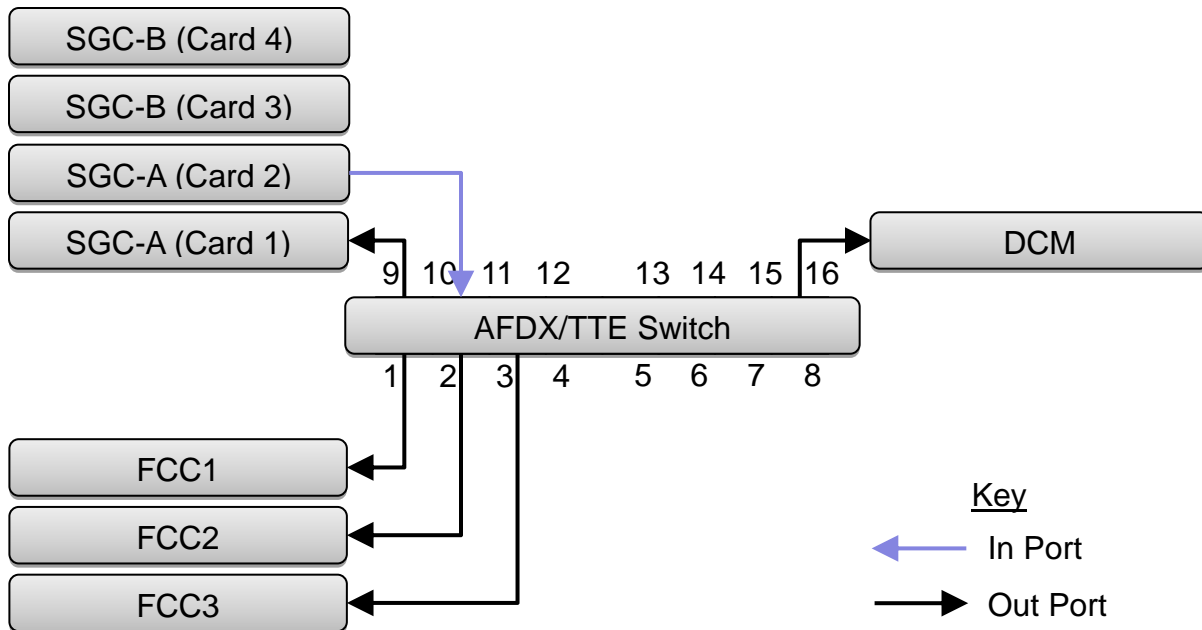 SGC-B (Card 4)
SGC-B (Card 3)
SGC-A (Card 2)
SGC-A (Card 1)
DCM
9 10 11 12 13 14 15 16
AFDX/TTE Switch
1 2 3 4 5 6 7 8
FCC1
FCC2
FCC3
Key
In Port
Out Port